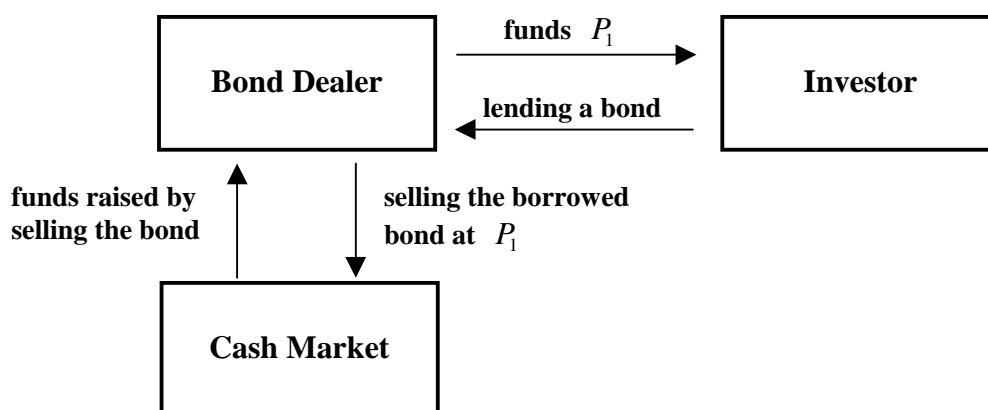 funds P₁
Bond Dealer
Investor
lending a bond
funds raised by
selling the bond
selling the borrowed
bond at P₁
Cash Market